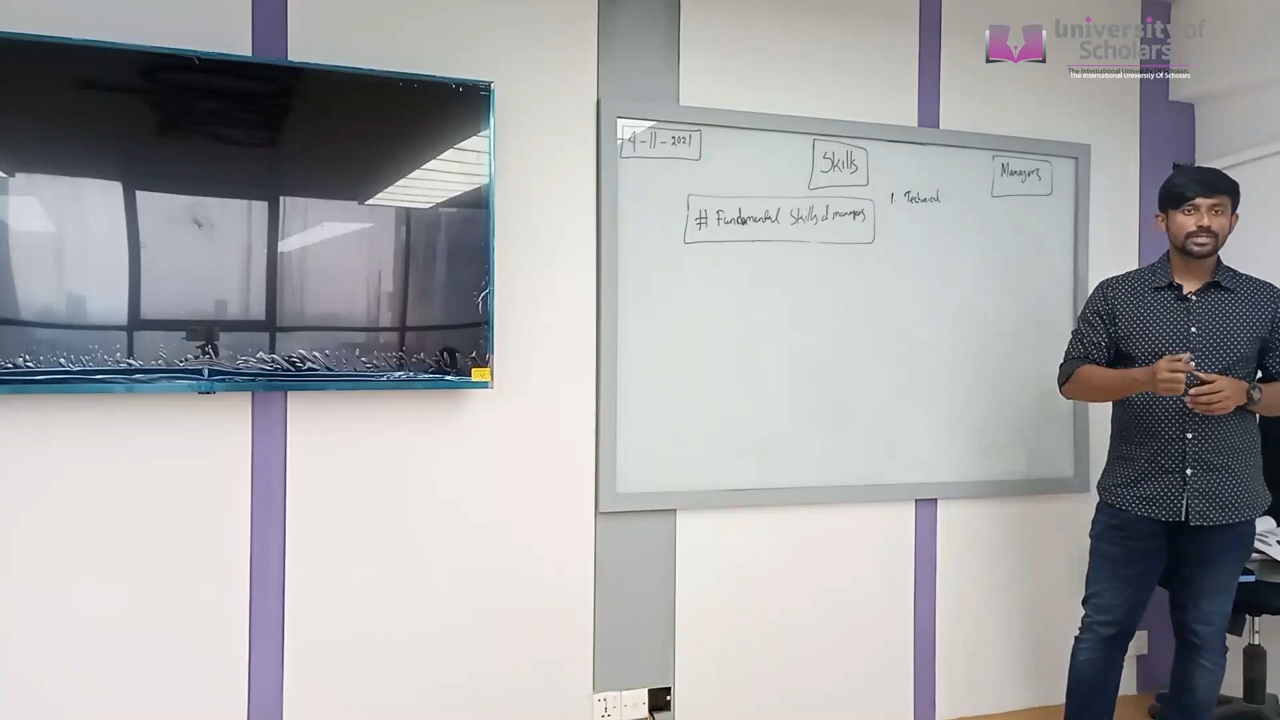 University of
Scholars
The International University Of Scholars
4-11-2021
Skills
Managers
# Fundamental Skills of managers
1. Technical